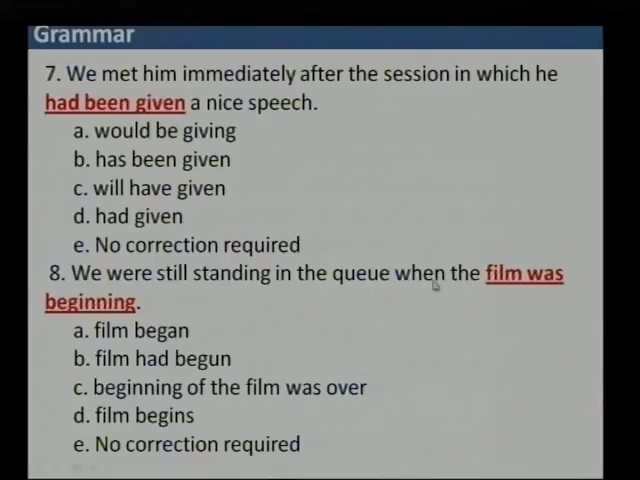 Grammar
7. We met him immediately after the session in which he
had been given a nice speech.
a. would be giving
b. has been given
c. will have given
d. had given
e. No correction required
8. We were still standing in the queue when the film was
beginning.
a. film began
b. film had begun
c. beginning of the film was over
d. film begins
e. No correction required